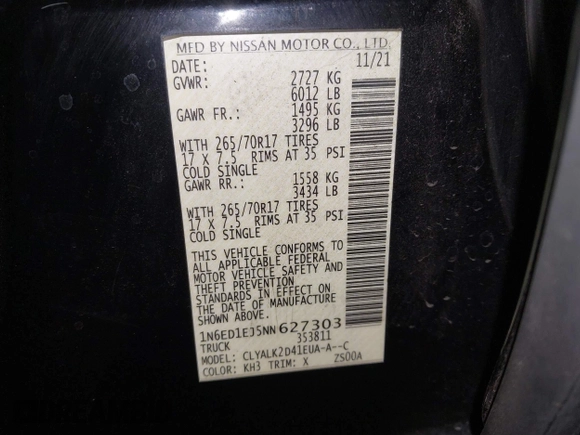 MFD BY NISSAN MOTOR CO., LTD.
DATE: 11/21
GVWR: 2727 KG
6012 LB
GAWR FR.: 1495 KG
3296 LB
WITH 265/70R17 TIRES
17 X 7.5 RIMS AT 35 PSI
COLD SINGLE
GAWR RR.: 1558 KG
3434 LB
WITH 265/70R17 TIRES
17 X 7.5 RIMS AT 35 PSI
COLD SINGLE
THIS VEHICLE CONFORMS TO
ALL APPLICABLE FEDERAL
MOTOR VEHICLE SAFETY AND
THEFT PREVENTION
STANDARDS IN EFFECT ON
THE DATE OF MANUFACTURE
SHOWN ABOVE.
1N6ED1EJ5NN627303
TRUCK 353811
MODEL: CLYALK2D41EUA-A--C
COLOR: KH3 TRIM: X ZS00A